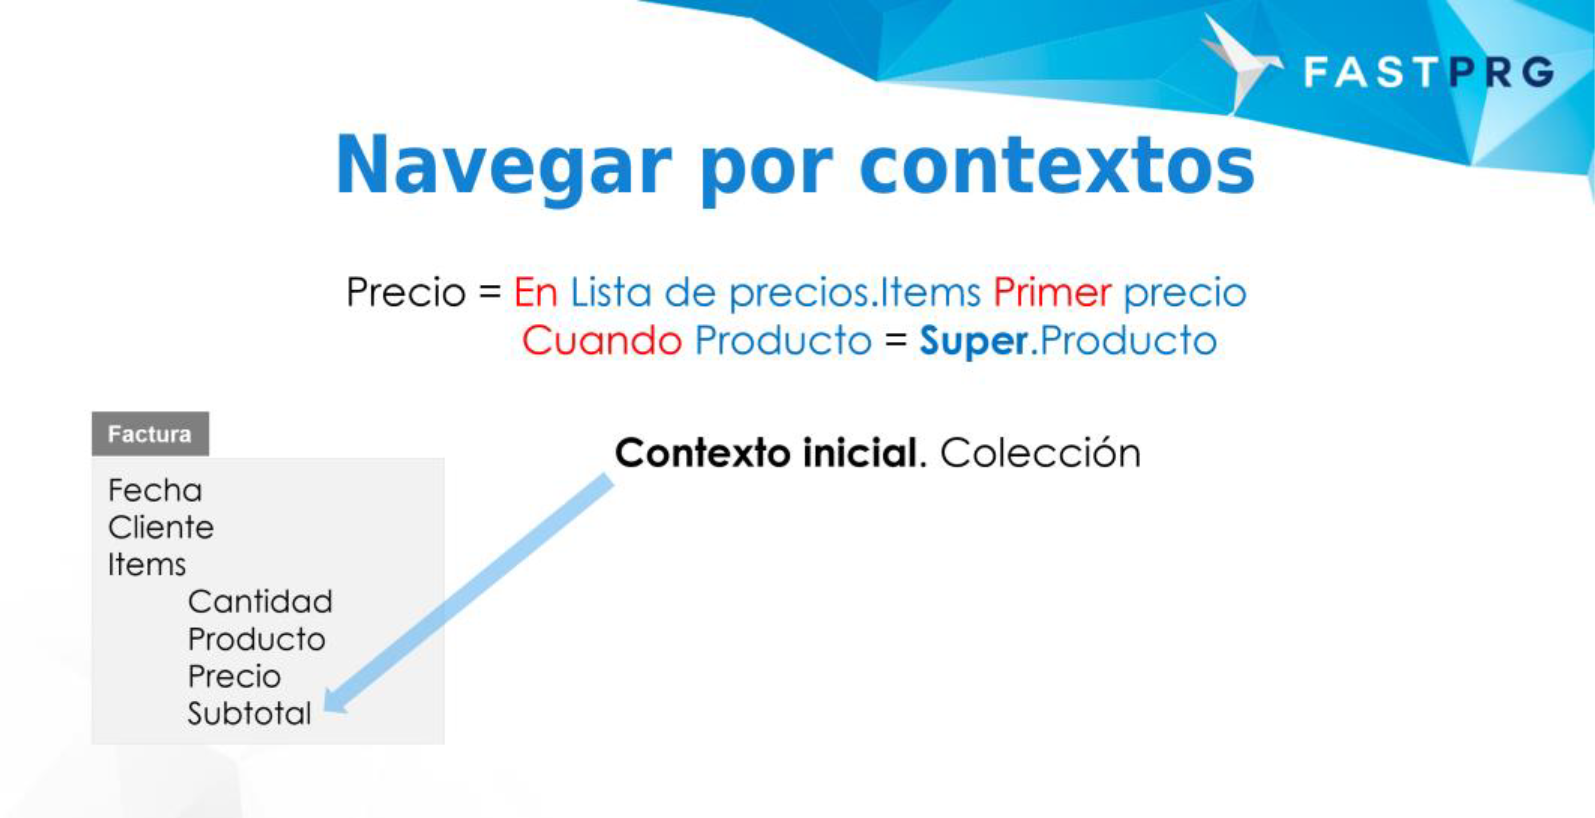 FASTPRG
Navegar por contextos
Precio = En Lista de precios.Items Primer precio
Cuando Producto = Super.Producto
Factura
Contexto inicial. Colección
Fecha
Cliente
Items
Cantidad
Producto
Precio
Subtotal